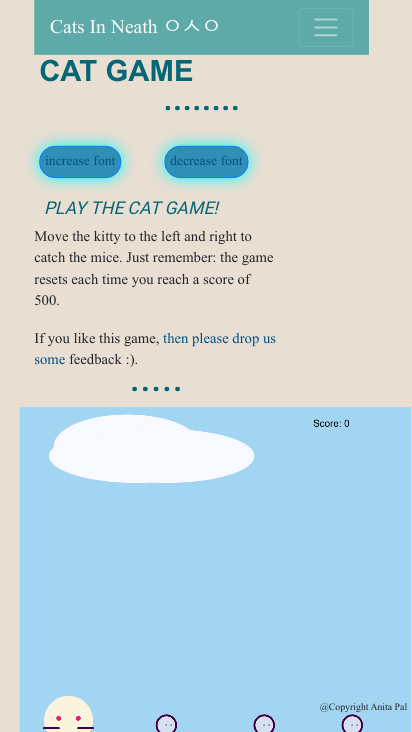 Cats In Neath ㅇㅅㅇ
CAT GAME
increase font
decrease font
PLAY THE CAT GAME!
Move the kitty to the left and right to
catch the mice. Just remember: the game
resets each time you reach a score of
500.
If you like this game, then please drop us
some feedback :).
Score: 0
@Copyright Anita Pal